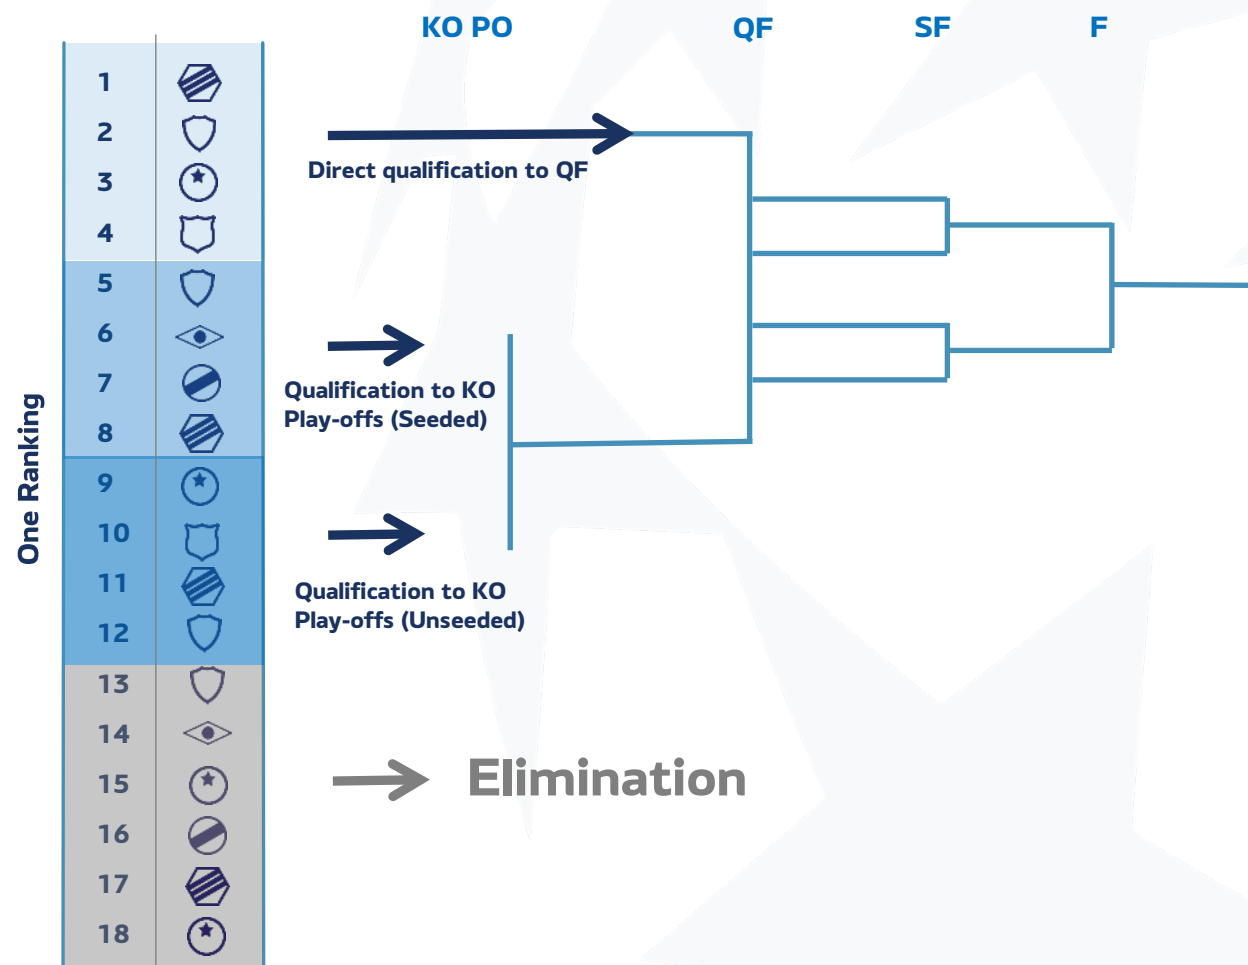 KO PO
QF
SF
F
One Ranking
1
2
3
4
5
6
7
8
9
10
11
12
13
14
15
16
17
18
Direct qualification to QF
Qualification to KO
Play-offs (Seeded)
Qualification to KO
Play-offs (Unseeded)
Elimination